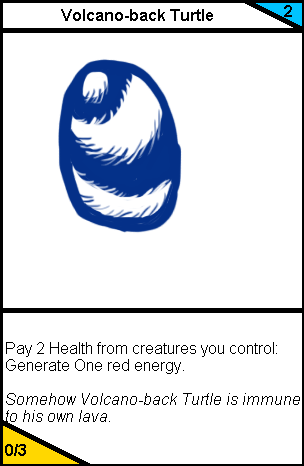 Volcano-back Turtle
2
Pay 2 Health from creatures you control:
Generate One red energy.
Somehow Volcano-back Turtle is immune
to his own lava.
0/3